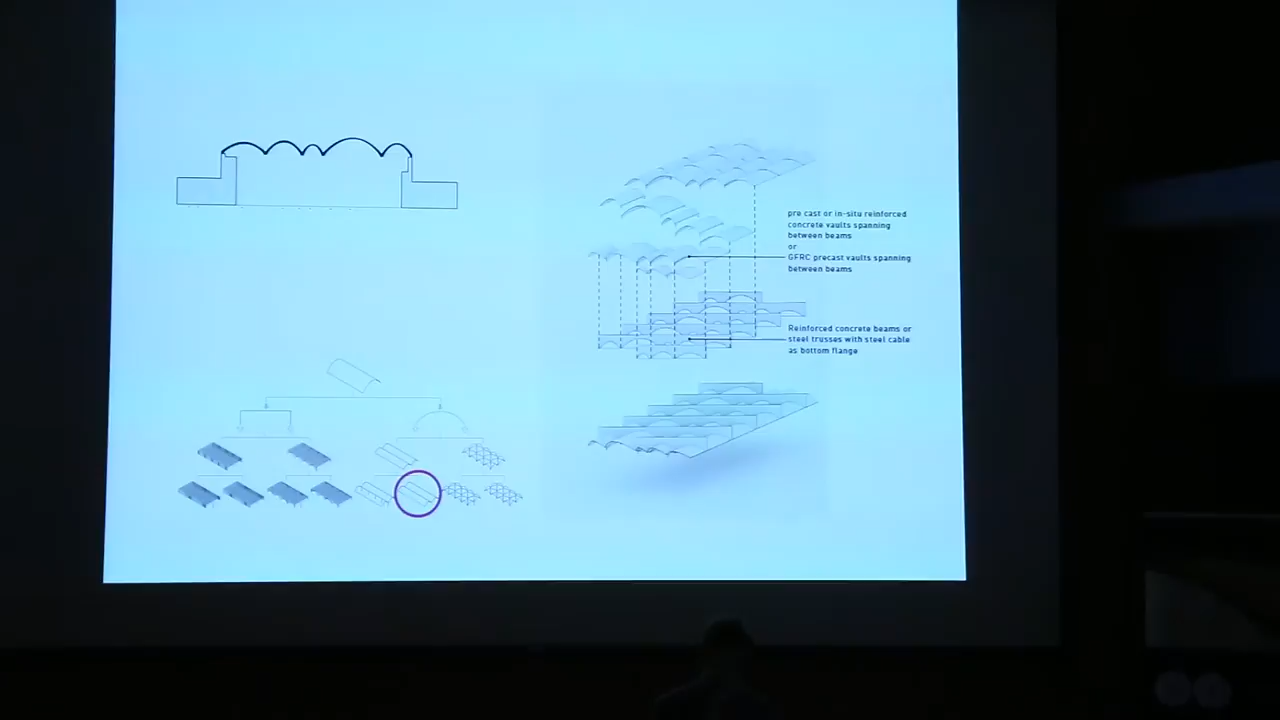 pre cast or in-situ reinforced
concrete vaults spanning
between beams
or
GFRC precast vaults spanning
between beams
Reinforced concrete beams or
steel trusses with steel cable
as bottom flange